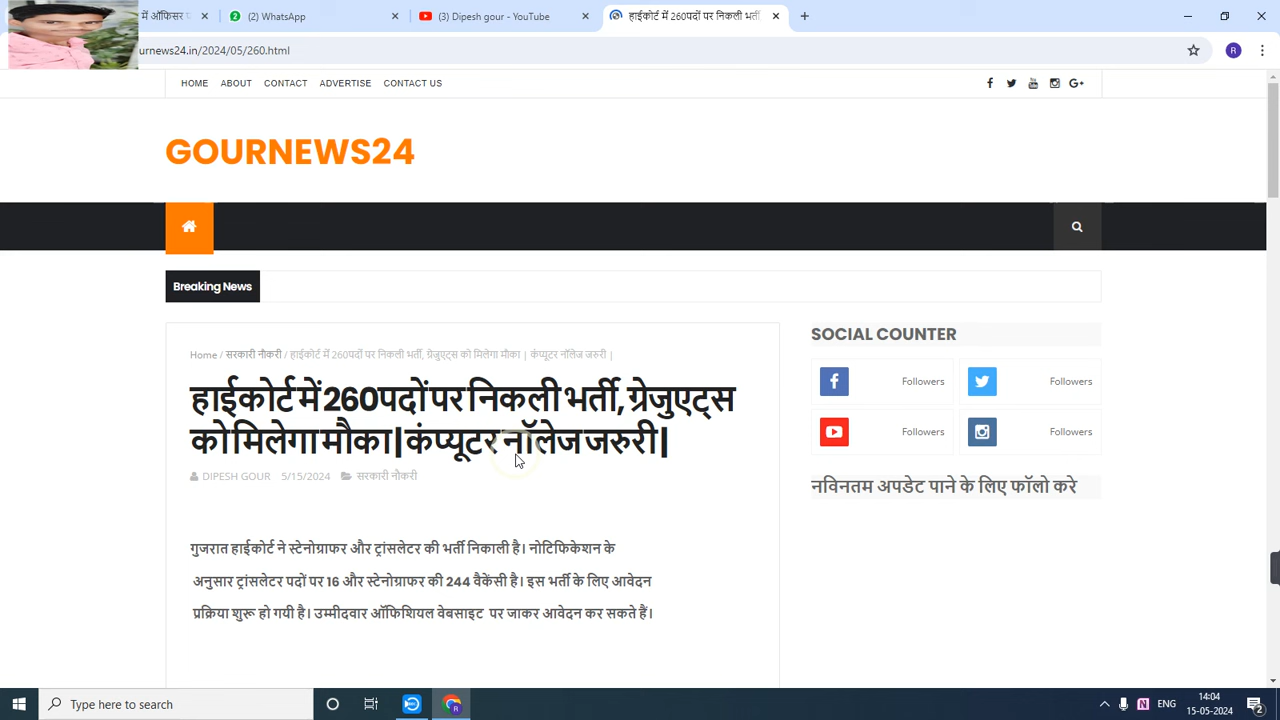 में ऑफिसर
(2) WhatsApp
(3) Dipesh gour - YouTube
हाईकोर्ट में 260पदों पर निकली भर्ती
urnews24.in/2024/05/260.html
R
HOME ABOUT CONTACT ADVERTISE CONTACT US
GOURNEWS24
Breaking News
Home / सरकारी नौकरी / हाईकोर्ट में 260पदों पर निकली भर्ती, ग्रेजुएट्स को मिलेगा मौका | कंप्यूटर नॉलेज जरुरी |
हाईकोर्ट में 260पदों पर निकली भर्ती, ग्रेजुएट्स
को मिलेगा मौका | कंप्यूटर नॉलेज जरुरी |
DIPESH GOUR 5/15/2024 सरकारी नौकरी
गुजरात हाईकोर्ट ने स्टेनोग्राफर और ट्रांसलेटर की भर्ती निकाली है। नोटिफिकेशन के
अनुसार ट्रांसलेटर पदों पर 16 और स्टेनोग्राफर की 244 वैकेंसी है। इस भर्ती के लिए आवेदन
प्रक्रिया शुरू हो गयी है। उम्मीदवार ऑफिशियल वेबसाइट पर जाकर आवेदन कर सकते हैं।
SOCIAL COUNTER
Followers Followers
Followers Followers
नविनतम अपडेट पाने के लिए फॉलो करे
Type here to search
ENG
14:04
15-05-2024
2